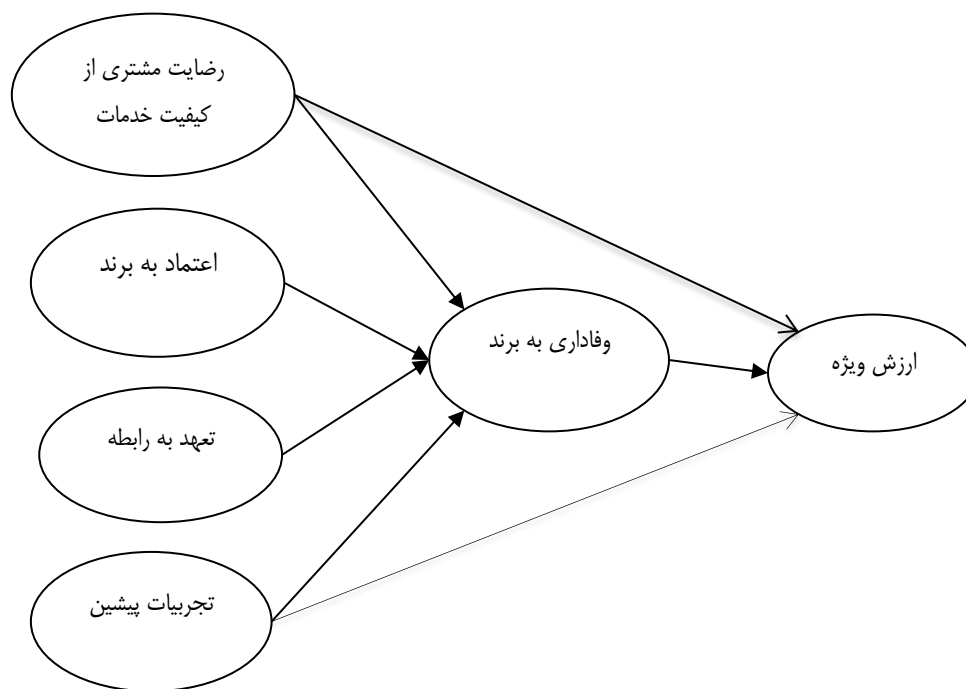 رضایت مشتری از
کیفیت خدمات
اعتماد به برند
تعهد به رابطه
تجربیات پیشین
وفاداری به برند
ارزش ویژه